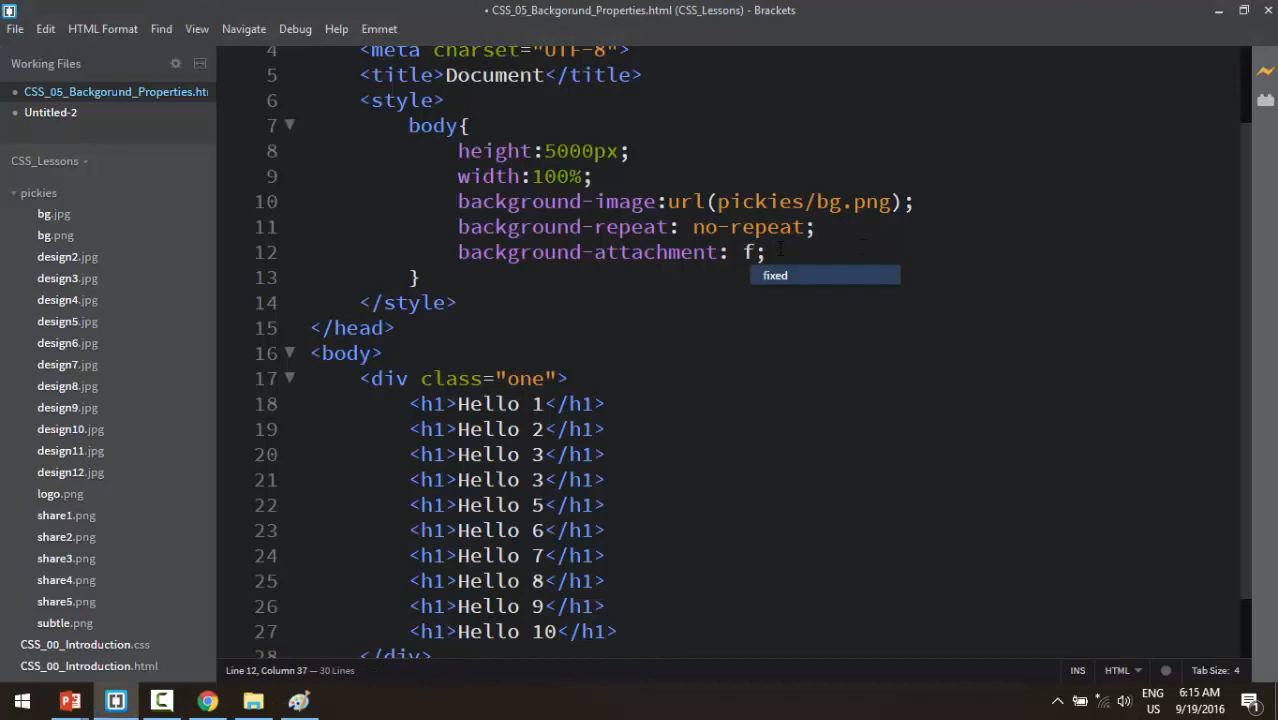 • CSS_05_Backgorund_Properties.html (CSS_Lessons) - Brackets
File Edit HTML Format Find View Navigate Debug Help Emmet
Working Files
• CSS_05_Backgorund_Properties.htm
Untitled-2
CSS_Lessons
pickies
bg.jpg
bg.png
design2.jpg
design3.jpg
design4.jpg
design5.jpg
design6.jpg
design7.jpg
design8.jpg
design9.jpg
design10.jpg
design11.jpg
design12.jpg
logo.png
share1.png
share2.png
share3.png
share4.png
share5.png
subtle.png
CSS_00_Introduction.css
CSS_00_Introduction.html
4 <meta charset="UTF-8">
5 <title>Document</title>
6 <style>
7 body{
8 height:5000px;
9 width:100%;
10 background-image:url(pickies/bg.png);
11 background-repeat: no-repeat;
12 background-attachment: f;
fixed
13 }
14 </style>
15 </head>
16 <body>
17 <div class="one">
18 <h1>Hello 1</h1>
19 <h1>Hello 2</h1>
20 <h1>Hello 3</h1>
21 <h1>Hello 3</h1>
22 <h1>Hello 5</h1>
23 <h1>Hello 6</h1>
24 <h1>Hello 7</h1>
25 <h1>Hello 8</h1>
26 <h1>Hello 9</h1>
27 <h1>Hello 10</h1>
28 </div>
Line 12, Column 37 — 30 Lines
INS HTML Tab Size: 4
ENG 6:15 AM
US 9/19/2016